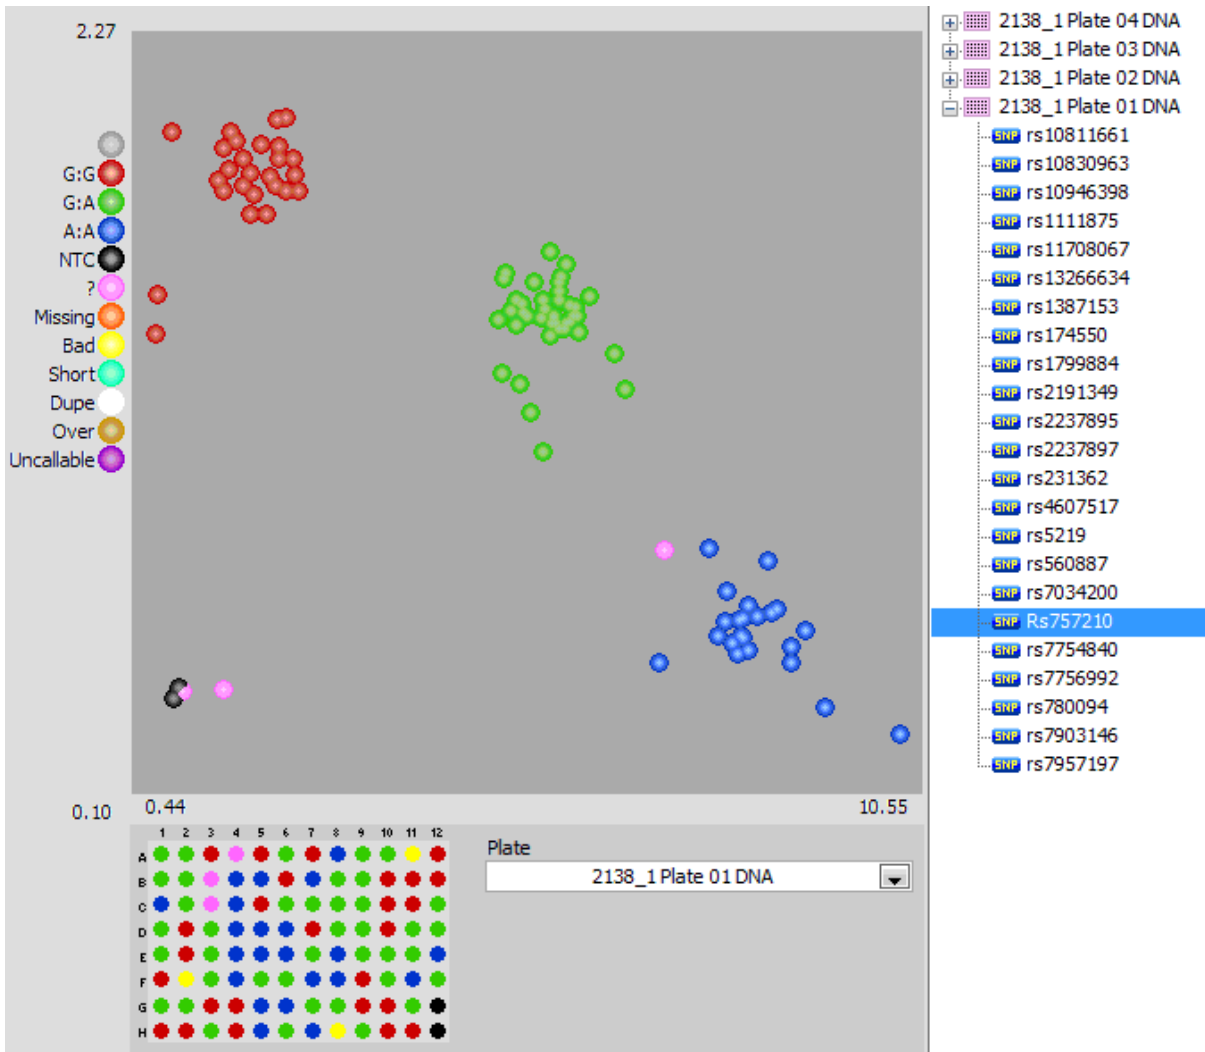 2.27
G:G
G:A
A:A
NTC
?
Missing
Bad
Short
Dupe
Over
Uncallable
0.10
0.44
10.55
1 2 3 4 5 6 7 8 9 10 11 12
A
B
C
D
E
F
G
H
Plate
2138_1 Plate 01 DNA
2138_1 Plate 04 DNA
2138_1 Plate 03 DNA
2138_1 Plate 02 DNA
2138_1 Plate 01 DNA
SNP rs10811661
SNP rs10830963
SNP rs10946398
SNP rs1111875
SNP rs11708067
SNP rs13266634
SNP rs1387153
SNP rs174550
SNP rs1799884
SNP rs2191349
SNP rs2237895
SNP rs2237897
SNP rs231362
SNP rs4607517
SNP rs5219
SNP rs560887
SNP rs7034200
SNP Rs757210
SNP rs7754840
SNP rs7756992
SNP rs780094
SNP rs7903146
SNP rs7957197